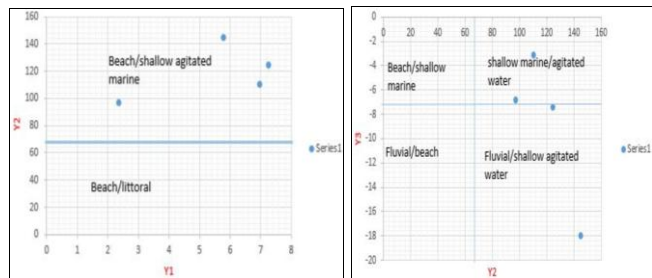 160
140
120
100
80
60
40
20
0
Y2
Beach/shallow agitated
marine
Beach/littoral
Series1
0 1 2 3 4 5 6 7 8
Y1
0 20 40 60 80 100 120 140 160
0
-2
-4
-6
-8
-10
-12
-14
-16
-18
-20
Y3
Beach/shallow
marine
shallow marine/agitated
water
Fluvial/beach
Fluvial/shallow agitated
water
Series1
Y2